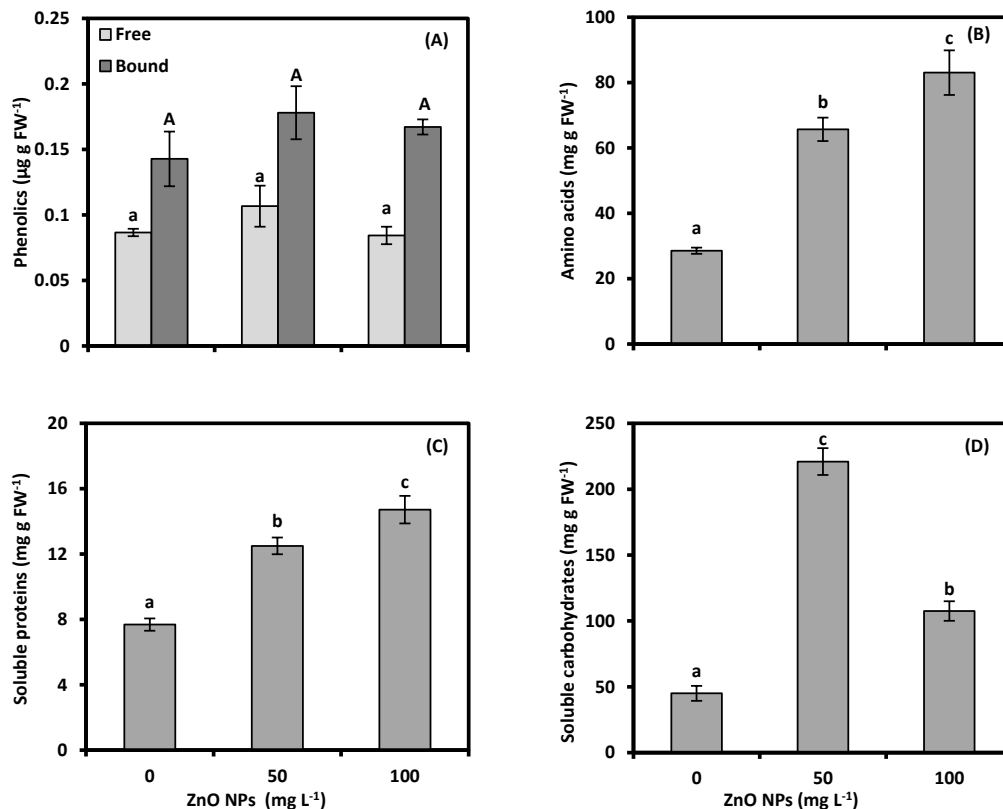 Phenolics (µg g FW⁻¹)
0.25
0.2
0.15
0.1
0.05
0
Free
Bound
(A)
a
A
a
A
a
A
Amino acids (mg g FW⁻¹)
100
80
60
40
20
0
(B)
a
b
c
Soluble proteins (mg g FW⁻¹)
20
16
12
8
4
0
(C)
a
b
c
0 50 100
ZnO NPs (mg L⁻¹)
Soluble carbohydrates (mg g FW⁻¹)
250
200
150
100
50
0
(D)
a
c
b
0 50 100
ZnO NPs (mg L⁻¹)